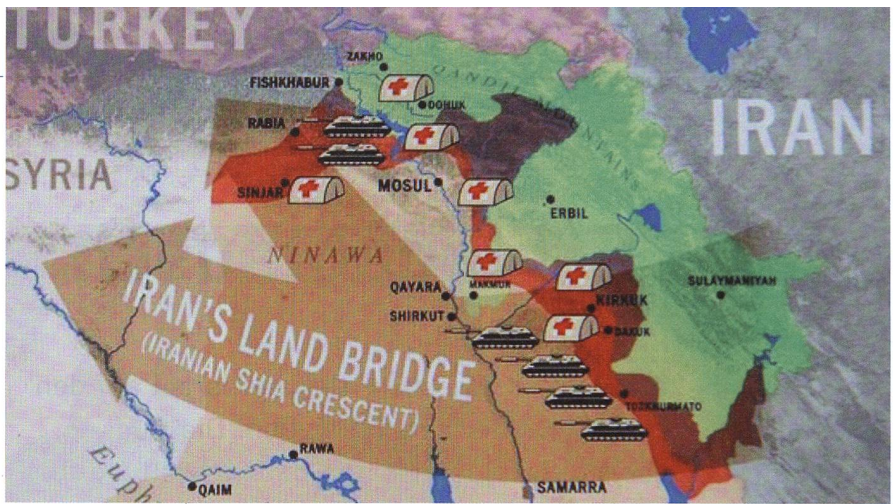 TURKEY
ZAKHO
QANDIL MOUNTAINS
FISHKHABUR
DOHUK
RABIA
IRAN
SYRIA
SINJAR
MOSUL
ERBIL
NINAWA
QAYARA
MAKMUR
SULAYMANIYAH
KIRKUK
SHIRKUT
DAKUK
IRAN'S LAND BRIDGE
(IRANIAN SHIA CRESCENT)
TOZKHURMATO
RAWA
Euph
QAIM
SAMARRA